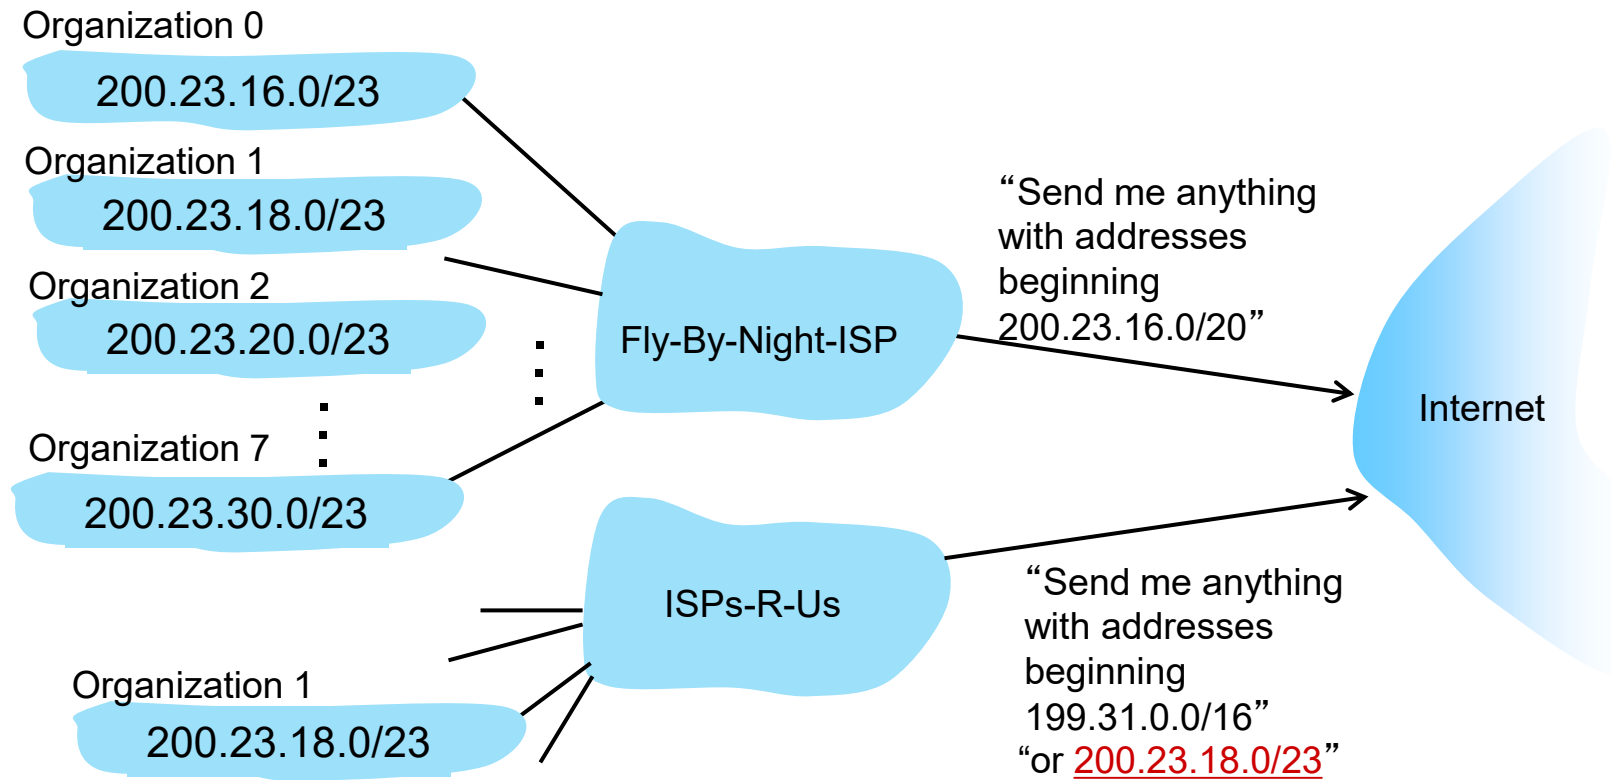 Organization 0
200.23.16.0/23
Organization 1
200.23.18.0/23
Organization 2
200.23.20.0/23
Organization 7
200.23.30.0/23
Fly-By-Night-ISP
“Send me anything
with addresses
beginning
200.23.16.0/20”
Internet
ISPs-R-Us
Organization 1
200.23.18.0/23
“Send me anything
with addresses
beginning
199.31.0.0/16”
“or 200.23.18.0/23”